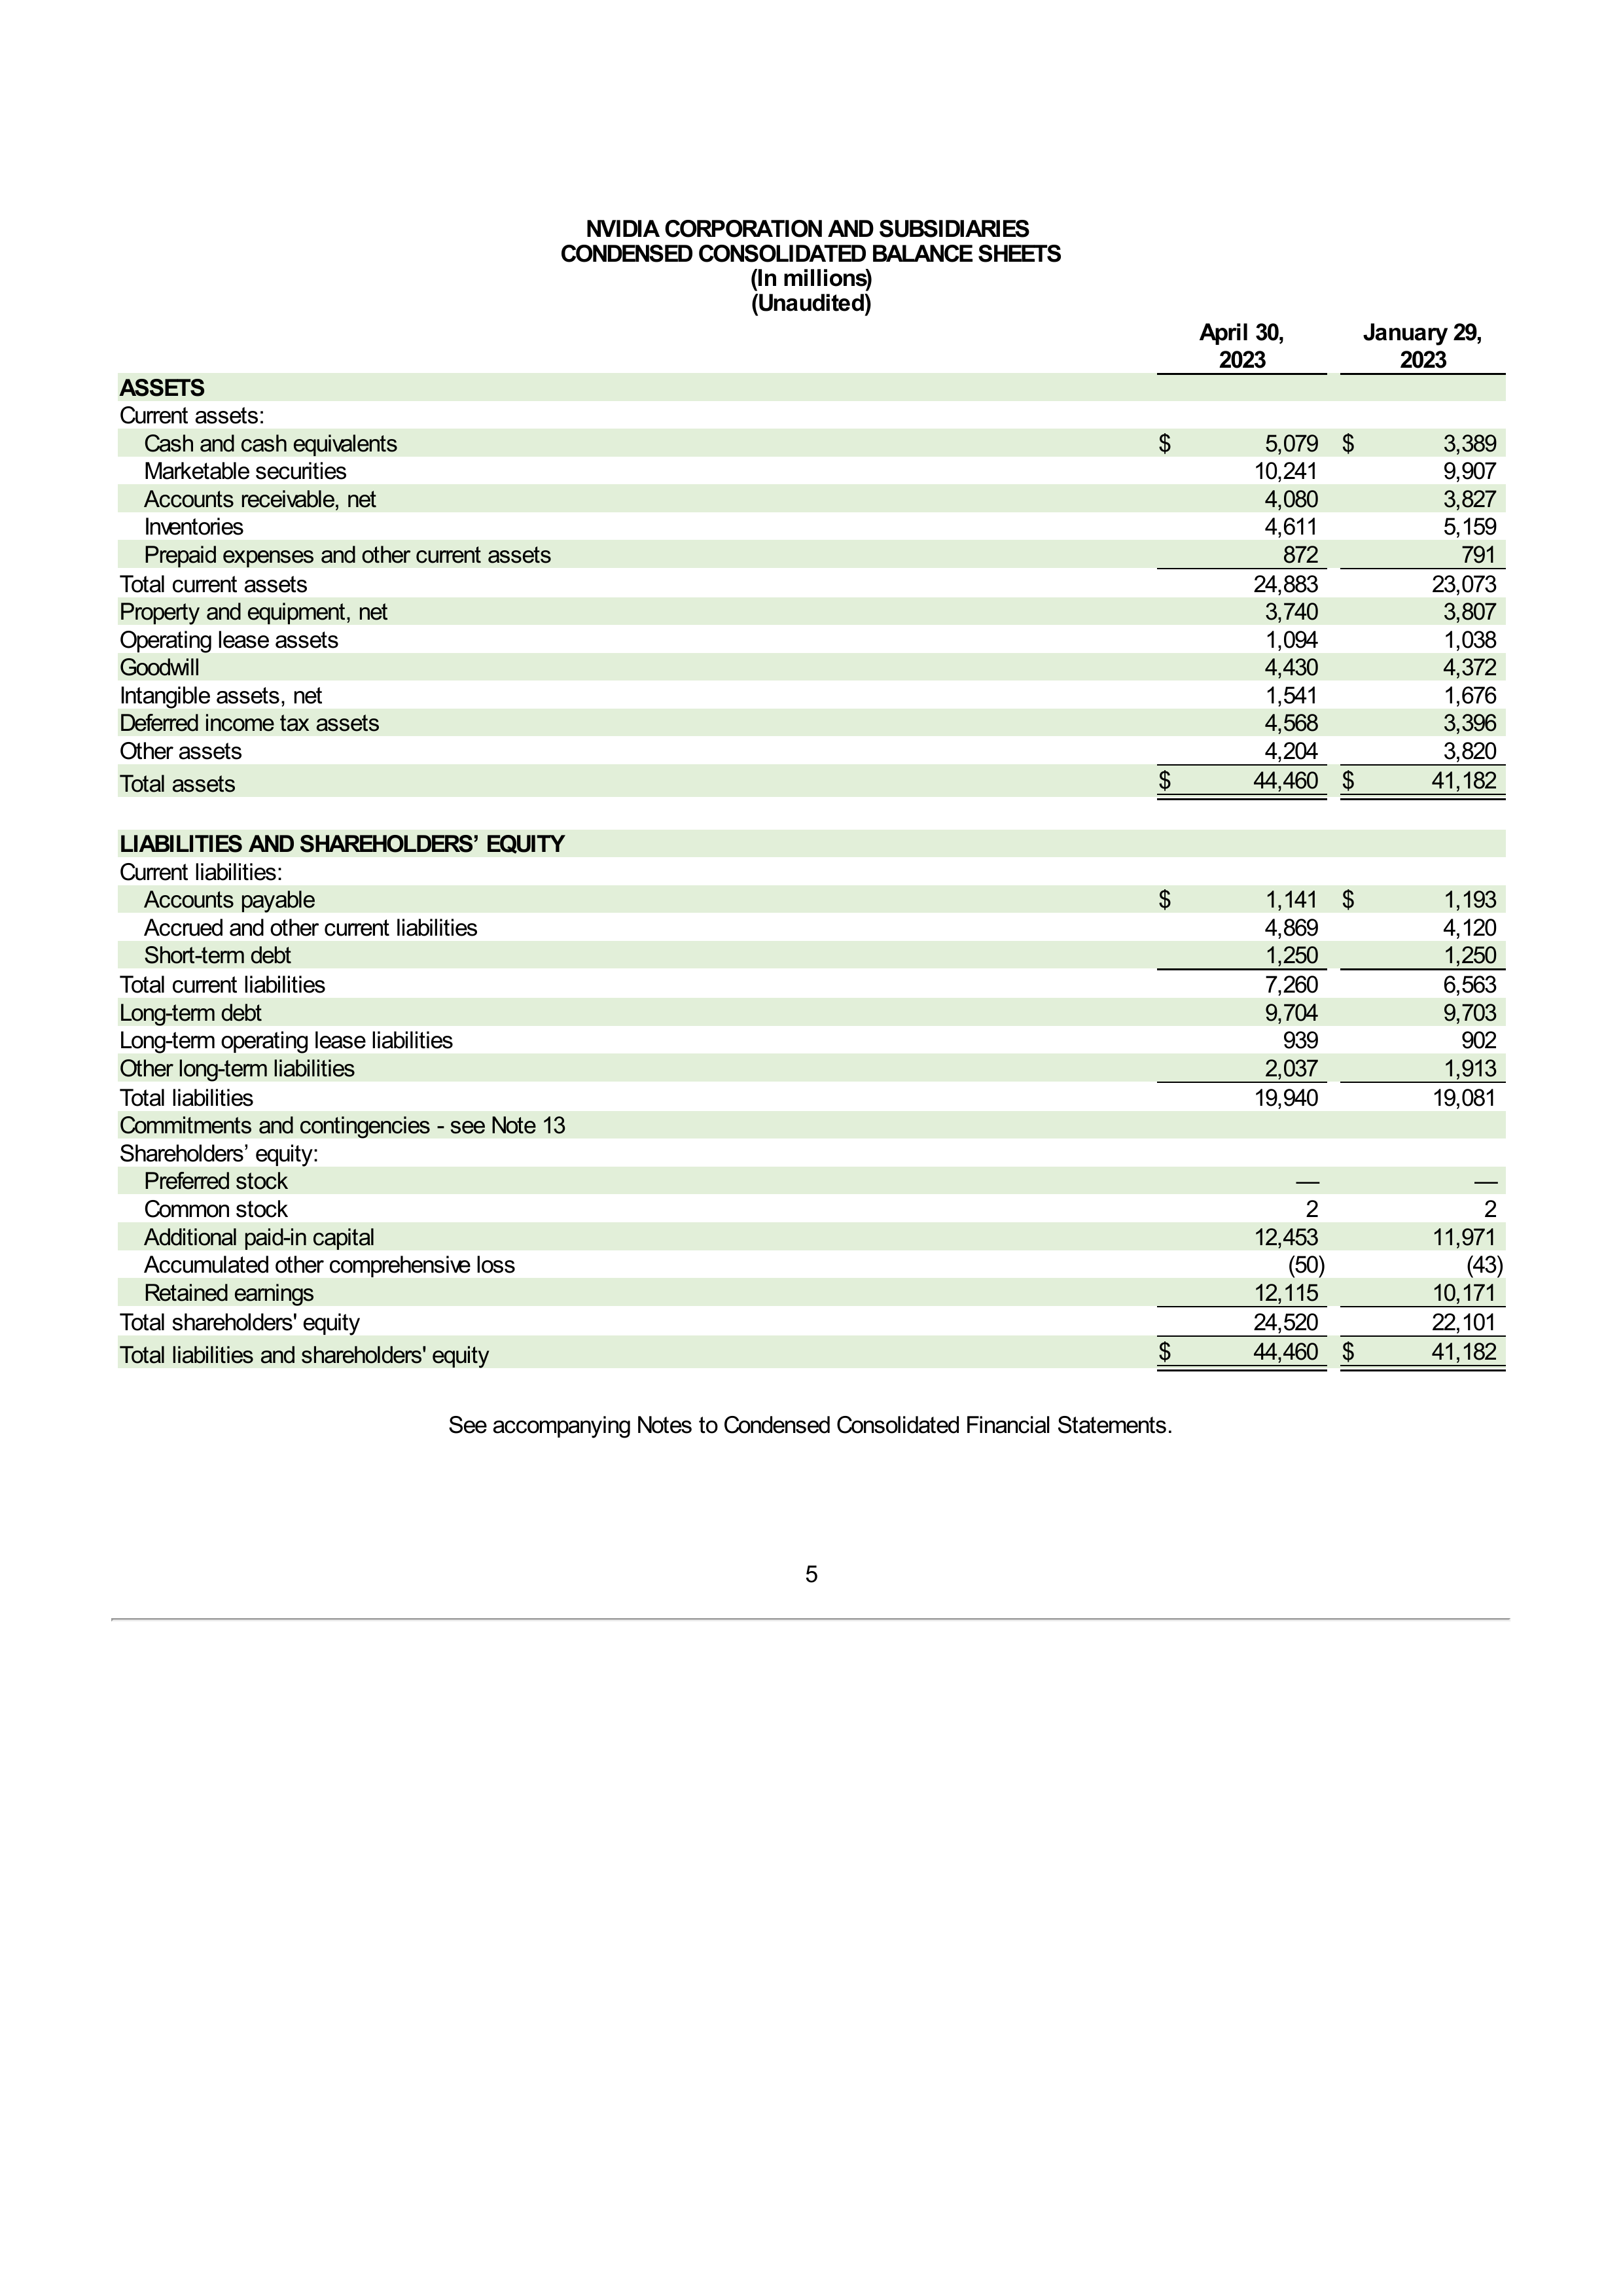 NVIDIA CORPORATION AND SUBSIDIARIES
CONDENSED CONSOLIDATED BALANCE SHEETS
(In millions)
(Unaudited)
April 30, January 29,
2023 2023
ASSETS
Current assets:
Cash and cash equivalents $ 5,079 $ 3,389
Marketable securities 10,241 9,907
Accounts receivable, net 4,080 3,827
Inventories 4,611 5,159
Prepaid expenses and other current assets 872 791
Total current assets 24,883 23,073
Property and equipment, net 3,740 3,807
Operating lease assets 1,094 1,038
Goodwill 4,430 4,372
Intangible assets, net 1,541 1,676
Deferred income tax assets 4,568 3,396
Other assets 4,204 3,820
Total assets $ 44,460 $ 41,182
LIABILITIES AND SHAREHOLDERS’ EQUITY
Current liabilities:
Accounts payable $ 1,141 $ 1,193
Accrued and other current liabilities 4,869 4,120
Short-term debt 1,250 1,250
Total current liabilities 7,260 6,563
Long-term debt 9,704 9,703
Long-term operating lease liabilities 939 902
Other long-term liabilities 2,037 1,913
Total liabilities 19,940 19,081
Commitments and contingencies - see Note 13
Shareholders’ equity:
Preferred stock — —
Common stock 2 2
Additional paid-in capital 12,453 11,971
Accumulated other comprehensive loss (50) (43)
Retained earnings 12,115 10,171
Total shareholders' equity 24,520 22,101
Total liabilities and shareholders' equity $ 44,460 $ 41,182
See accompanying Notes to Condensed Consolidated Financial Statements.
5